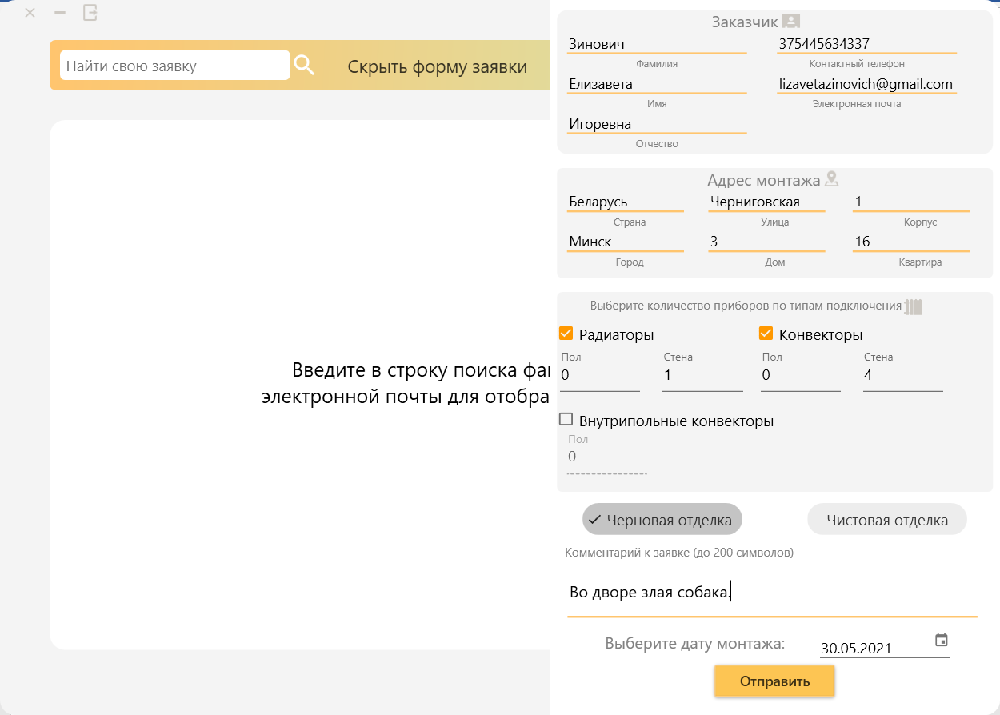 Найти свою заявку
Скрыть форму заявки
Введите в строку поиска
электронной почты для
Заказчик
Зинович
375445634337
Фамилия
Контактный телефон
Елизавета
lizavetazinovich@gmail.com
Имя
Электронная почта
Игоревна
Отчество
Адрес монтажа
Беларусь
Черниговская
1
Страна
Улица
Корпус
Минск
3
16
Город
Дом
Квартира
Выберите количество приборов по типам подключения
Радиаторы
Конвекторы
Пол
Стена
Пол
Стена
0
1
0
4
Внутрипольные конвекторы
Пол
0
Черновая отделка
Чистовая отделка
Комментарий к заявке (до 200 символов)
Во дворе злая собака.
Выберите дату монтажа:
30.05.2021
Отправить